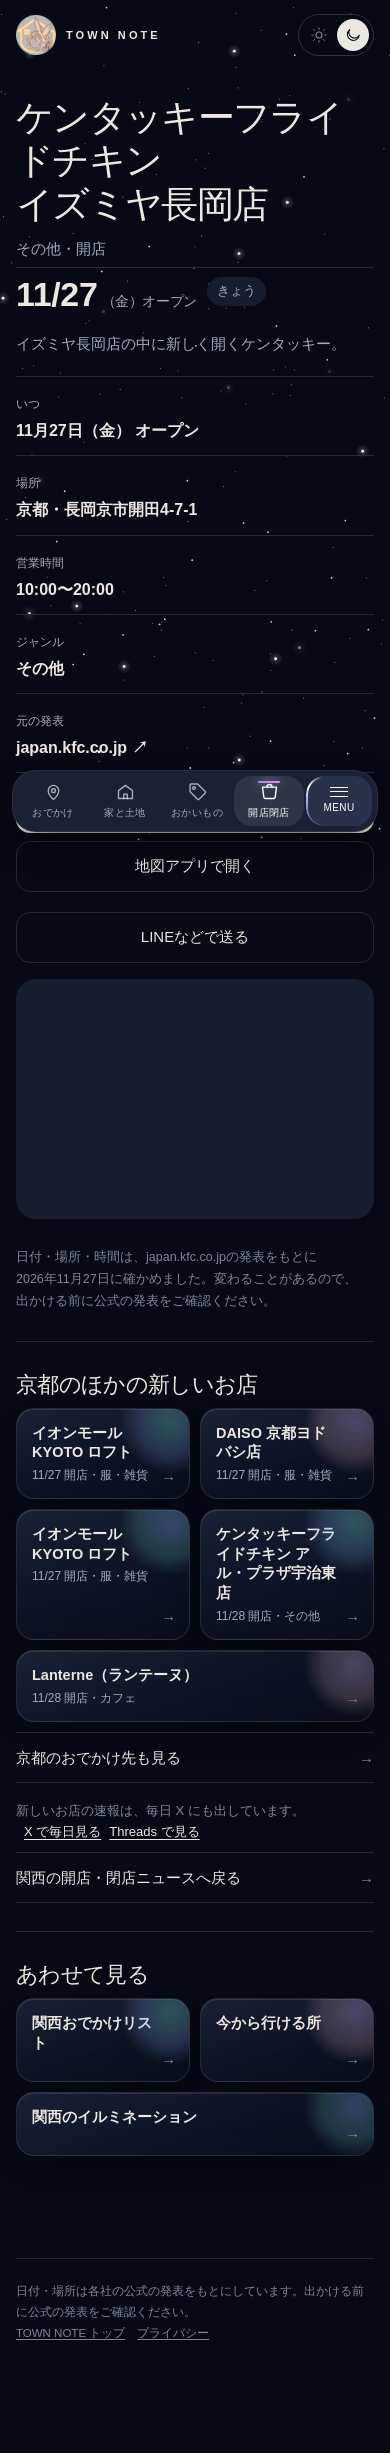 TOWN NOTE
ケンタッキーフライ
ドチキン
イズミヤ長岡店
その他・開店
11/27 （金）オープン きょう
イズミヤ長岡店の中に新しく開くケンタッキー。
いつ
11月27日（金） オープン
場所
京都・長岡京市開田4-7-1
営業時間
10:00〜20:00
ジャンル
その他
元の発表
japan.kfc.co.jp ↗
おでかけ 家と土地 おかいもの 開店閉店 MENU
地図アプリで開く
LINEなどで送る
日付・場所・時間は、japan.kfc.co.jpの発表をもとに
2026年11月27日に確かめました。変わることがあるので、
出かける前に公式の発表をご確認ください。
京都のほかの新しいお店
イオンモール
KYOTO ロフト
11/27 開店・服・雑貨 →
DAISO 京都ヨド
バシ店
11/27 開店・服・雑貨 →
イオンモール
KYOTO ロフト
11/27 開店・服・雑貨
→
ケンタッキーフラ
イドチキン ア
ル・プラザ宇治東
店
11/28 開店・その他 →
Lanterne（ランテーヌ）
11/28 開店・カフェ →
京都のおでかけ先も見る →
新しいお店の速報は、毎日 X にも出しています。
X で毎日見る Threads で見る
関西の開店・閉店ニュースへ戻る →
あわせて見る
関西おでかけリス
ト
→
今から行ける所
→
関西のイルミネーション
→
日付・場所は各社の公式の発表をもとにしています。出かける前
に公式の発表をご確認ください。
TOWN NOTE トップ プライバシー